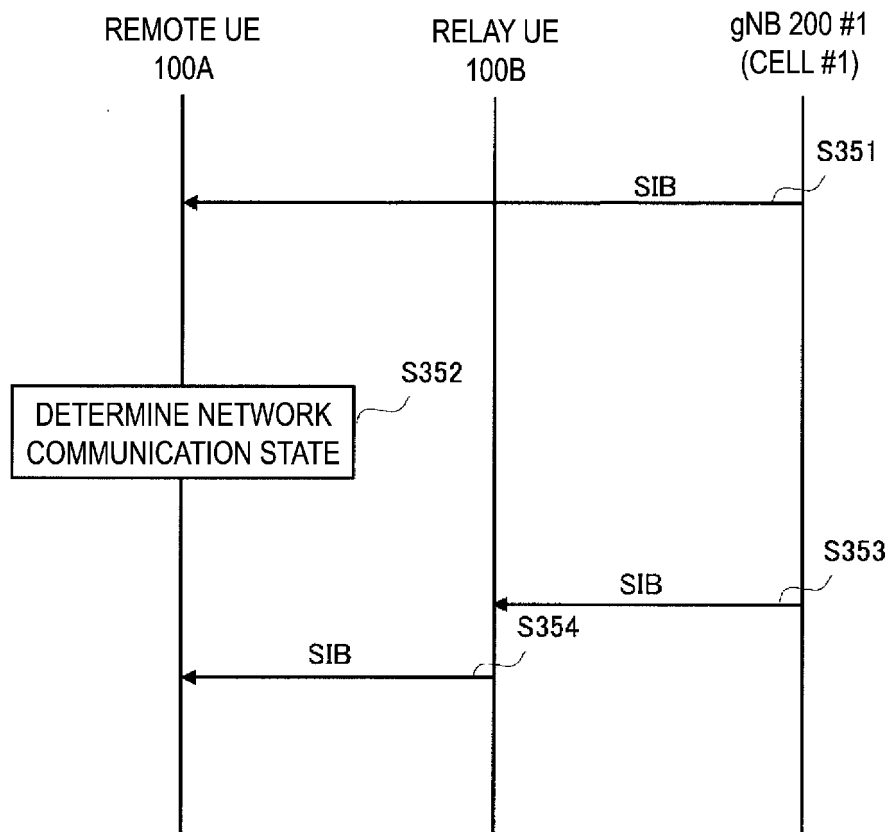 REMOTE UE
100A
RELAY UE
100B
gNB 200 #1
(CELL #1)
S351
SIB
S352
DETERMINE NETWORK
COMMUNICATION STATE
S353
SIB
S354
SIB